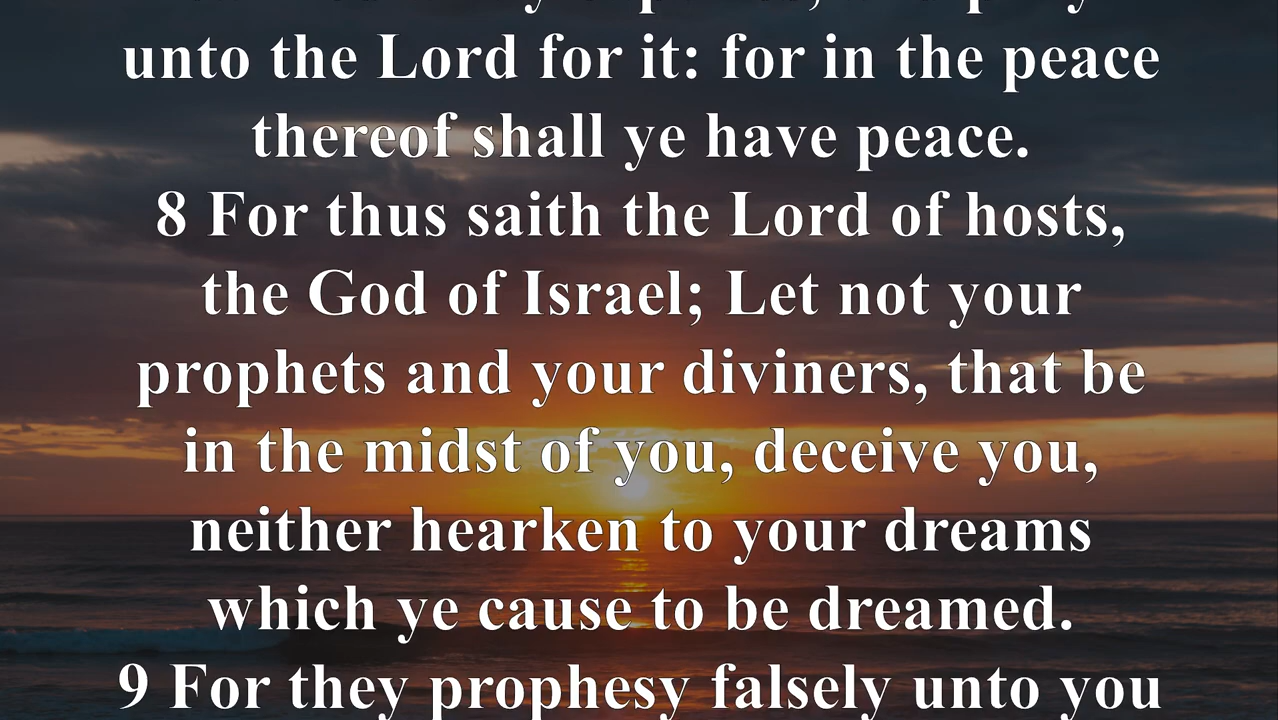 unto the Lord for it: for in the peace
thereof shall ye have peace.
8 For thus saith the Lord of hosts,
the God of Israel; Let not your
prophets and your diviners, that be
in the midst of you, deceive you,
neither hearken to your dreams
which ye cause to be dreamed.
9 For they prophesy falsely unto you